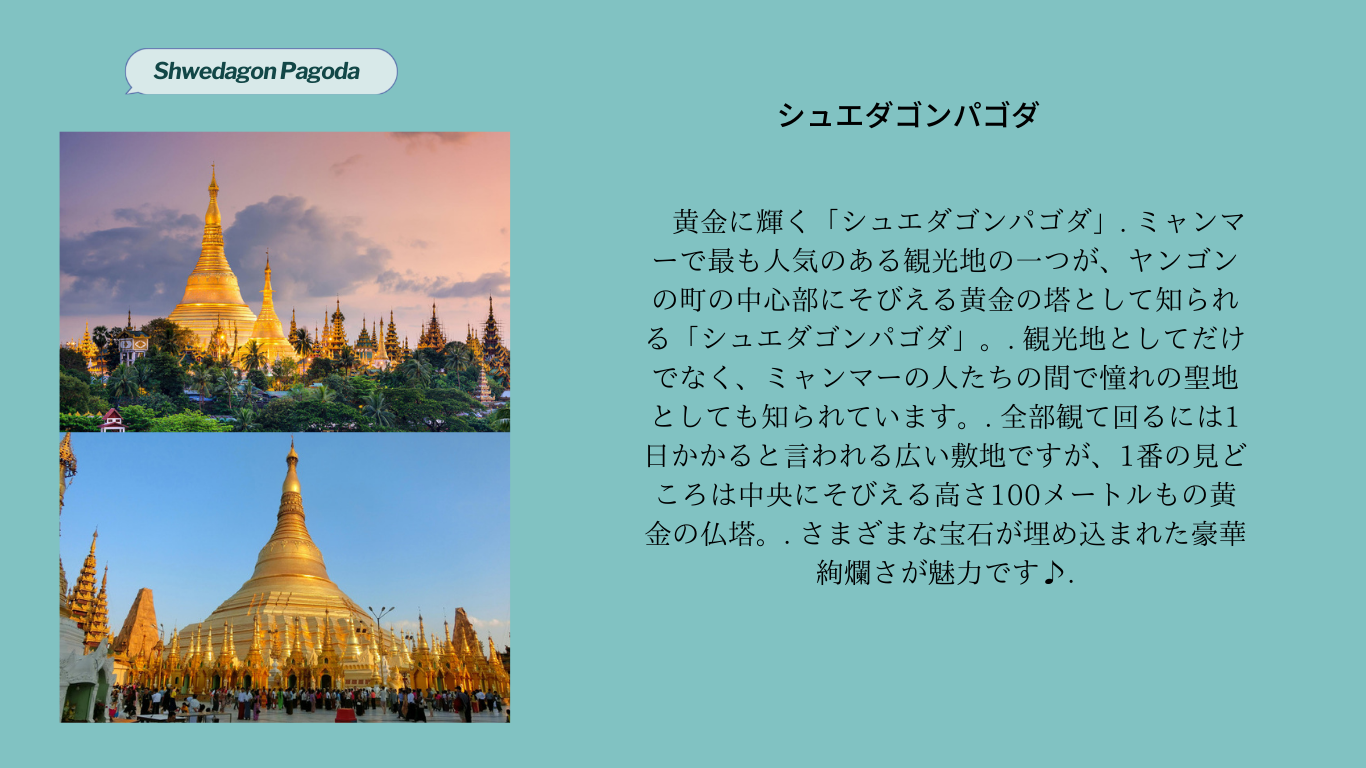 Shwedagon Pagoda
シュエダゴンパゴダ
黄金に輝く「シュエダゴンパゴダ」. ミャンマ
ーで最も人気のある観光地の一つが、ヤンゴン
の町の中心部にそびえる黄金の塔として知られ
る「シュエダゴンパゴダ」。. 観光地としてだけ
でなく、ミャンマーの人たちの間で憧れの聖地
としても知られています。. 全部観て回るには1
日かかると言われる広い敷地ですが、1番の見ど
ころは中央にそびえる高さ100メートルもの黄
金の仏塔。. さまざまな宝石が埋め込まれた豪華
絢爛さが魅力です♪.